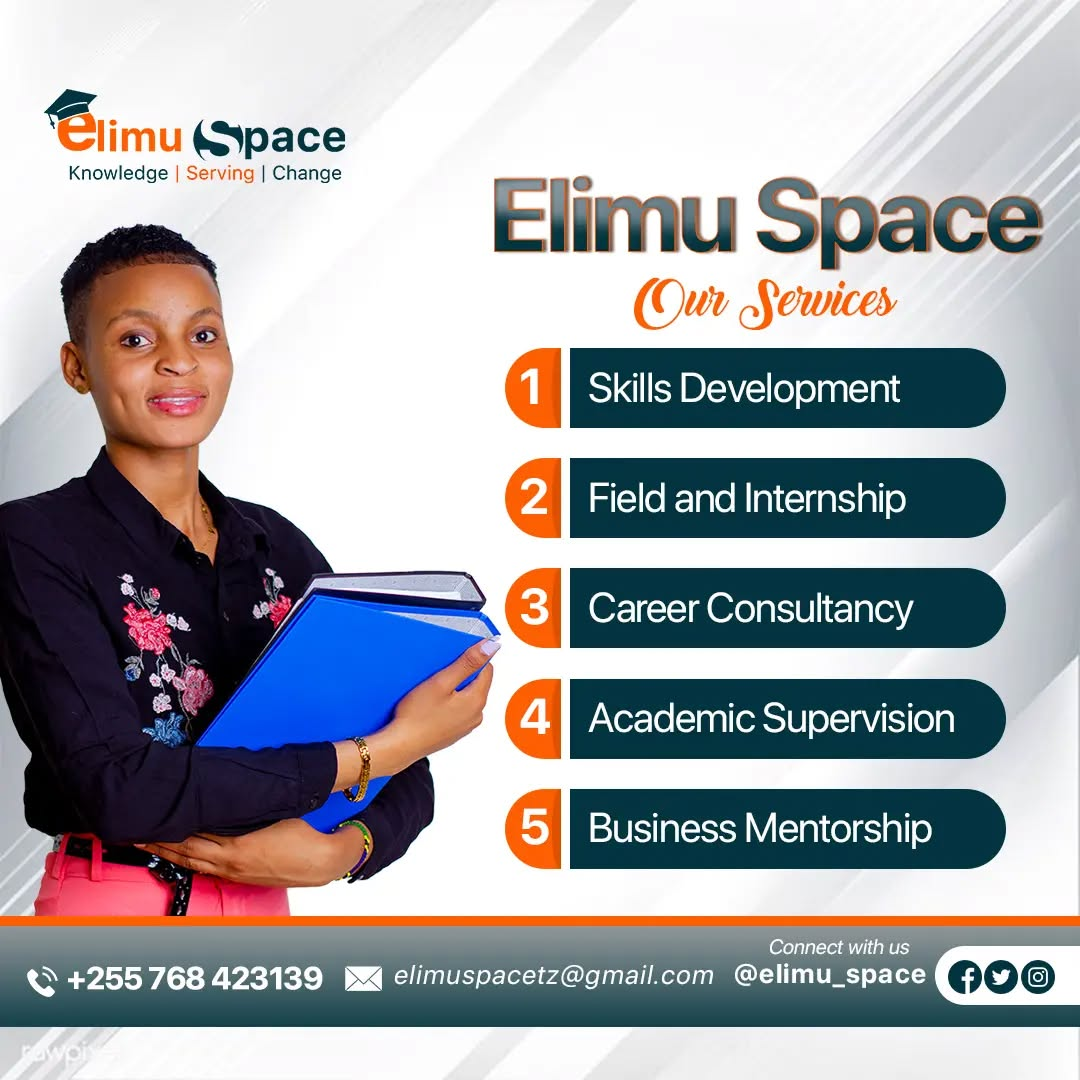 elimu Space
Knowledge | Serving | Change
Elimu Space
Our Services
1 Skills Development
2 Field and Internship
3 Career Consultancy
4 Academic Supervision
5 Business Mentorship
+255 768 423139
elimuspacetz@gmail.com
Connect with us
@elimu_space
rawpixel